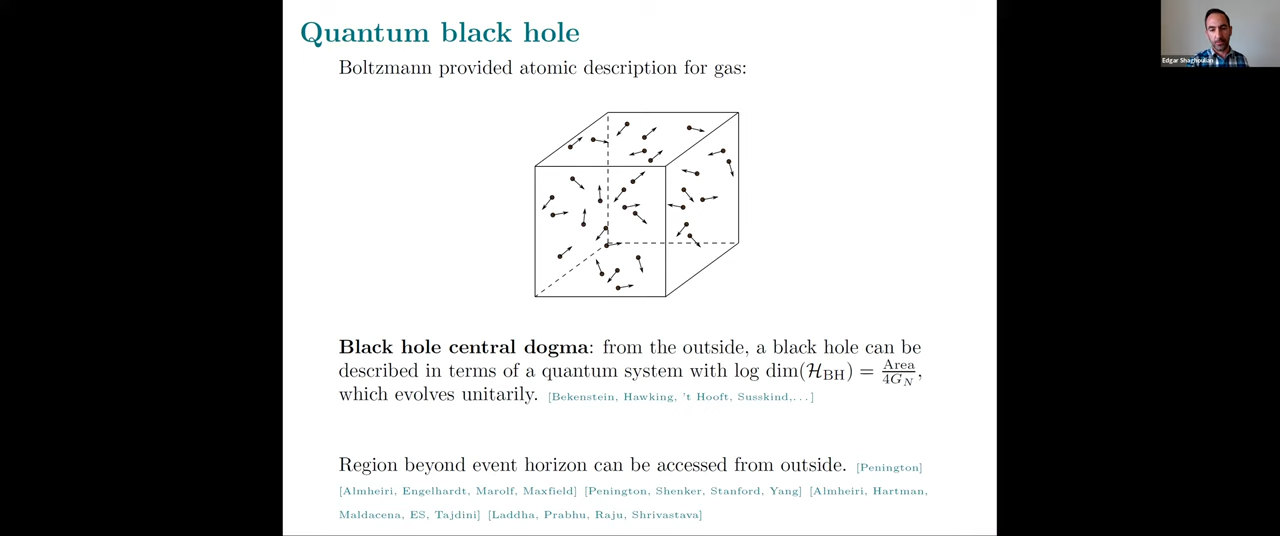 Quantum black hole
Boltzmann provided atomic description for gas:
Black hole central dogma: from the outside, a black hole can be
described in terms of a quantum system with log dim(ℋ_BH) = Area/4G_N,
which evolves unitarily. [Bekenstein, Hawking, 't Hooft, Susskind,...]
Region beyond event horizon can be accessed from outside. [Penington]
[Almheiri, Engelhardt, Marolf, Maxfield] [Penington, Shenker, Stanford, Yang] [Almheiri, Hartman,
Maldacena, ES, Tajdini] [Laddha, Prabhu, Raju, Shrivastava]
Edgar Shaghoulian